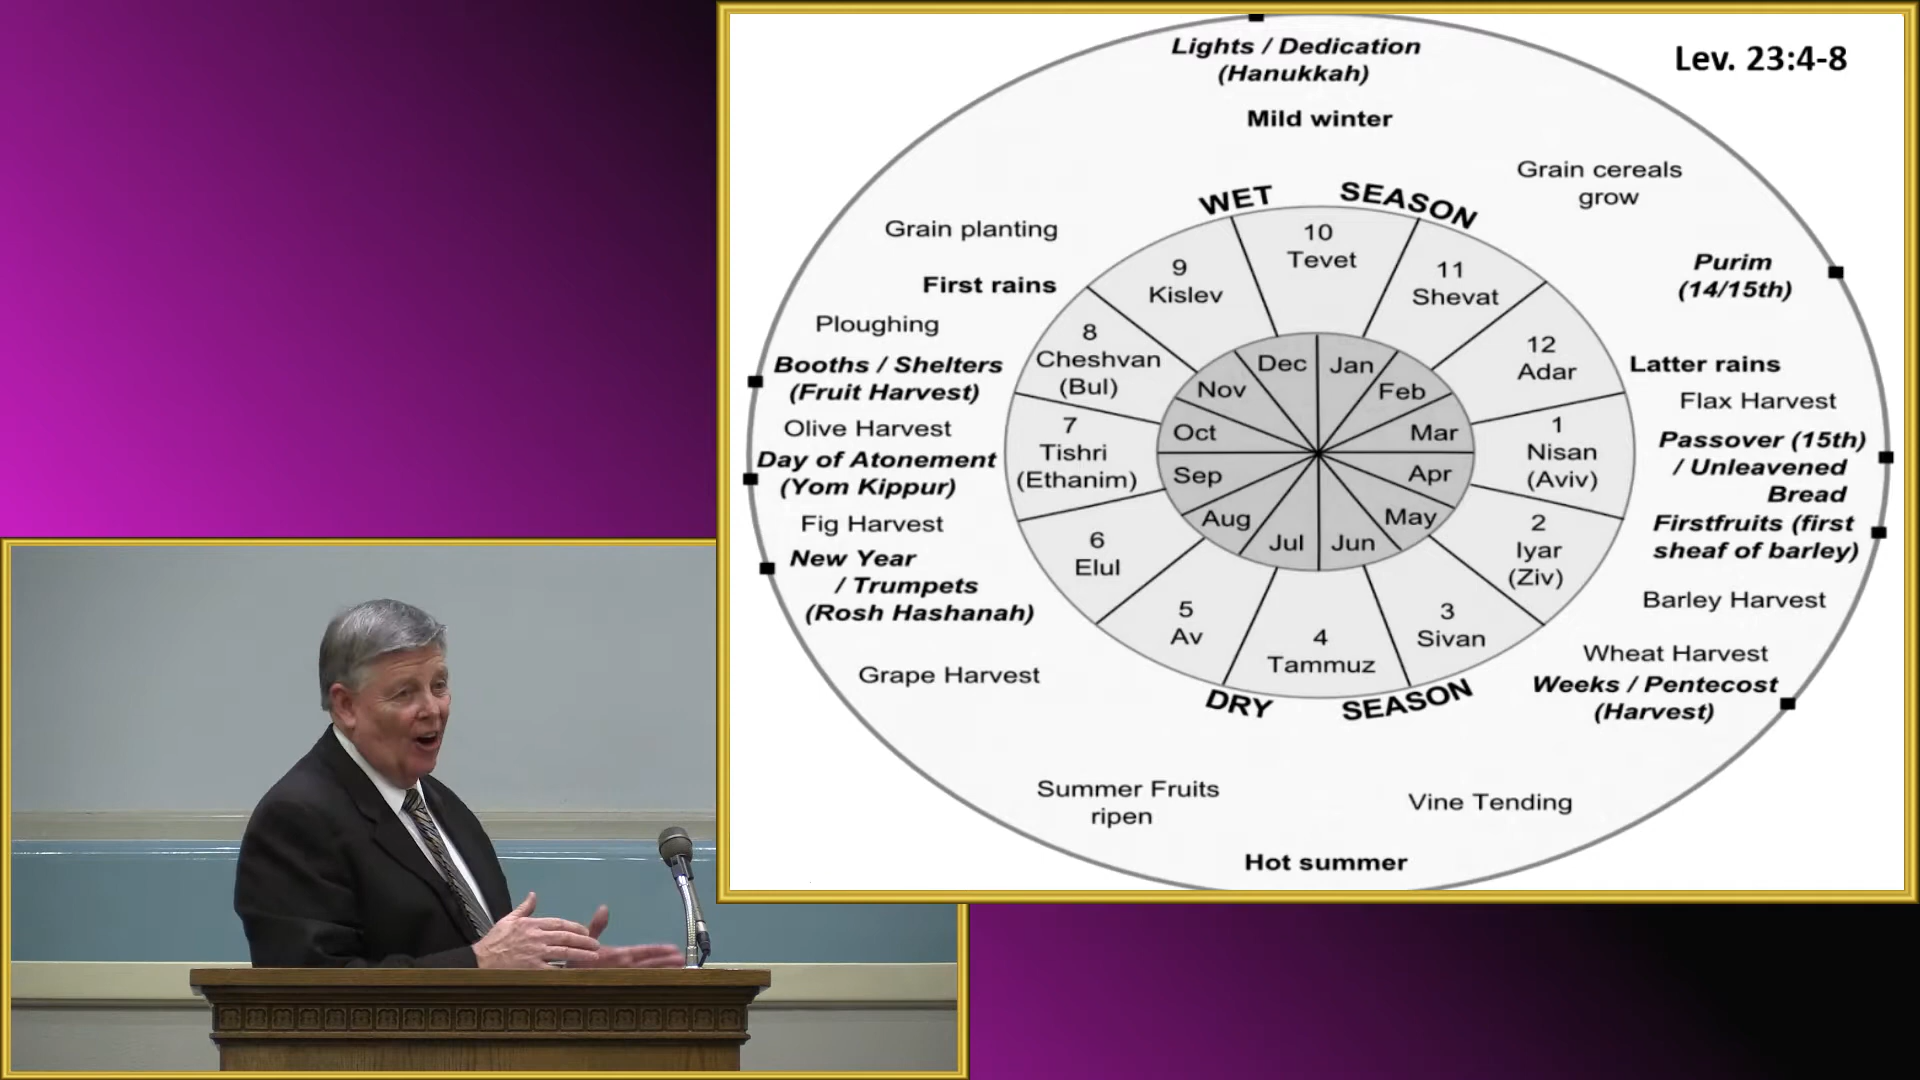 Lev. 23:4-8
Lights / Dedication
(Hanukkah)
Mild winter
Grain cereals
grow
WET SEASON
Grain planting
First rains
Ploughing
Booths / Shelters
(Fruit Harvest)
Olive Harvest
Day of Atonement
(Yom Kippur)
Fig Harvest
New Year
/ Trumpets
(Rosh Hashanah)
Grape Harvest
Purim
(14/15th)
Latter rains
Flax Harvest
Passover (15th)
/ Unleavened
Bread
Firstfruits (first
sheaf of barley)
Barley Harvest
Wheat Harvest
Weeks / Pentecost
(Harvest)
10
Tevet
11
Shevat
12
Adar
1
Nisan
(Aviv)
2
Iyar
(Ziv)
3
Sivan
4
Tammuz
5
Av
6
Elul
7
Tishri
(Ethanim)
8
Cheshvan
(Bul)
9
Kislev
Jan
Feb
Mar
Apr
May
Jun
Jul
Aug
Sep
Oct
Nov
Dec
DRY SEASON
Summer Fruits
ripen
Vine Tending
Hot summer